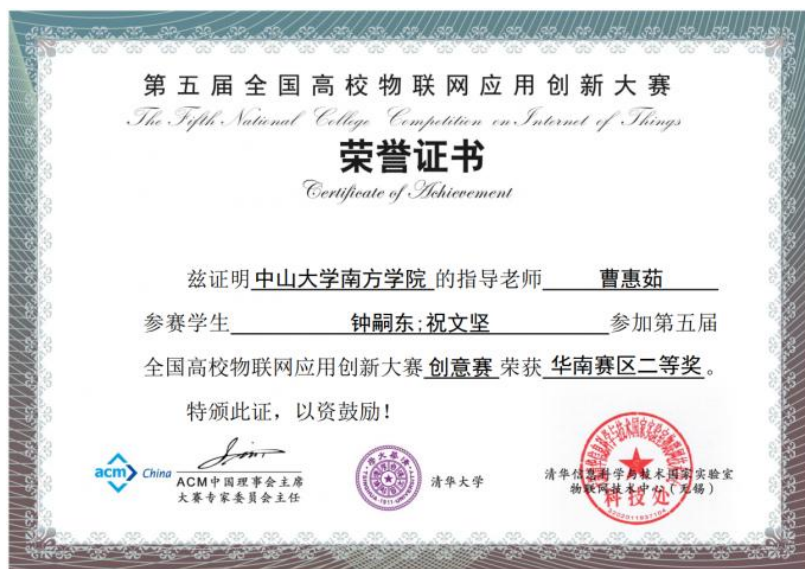 第五届全国高校物联网应用创新大赛
The Fifth National College Competition on Internet of Things
荣誉证书
Certificate of Achievement
兹证明中山大学南方学院的指导老师 曹惠茹
参赛学生 钟嗣东;祝文坚 参加第五届
全国高校物联网应用创新大赛创意赛荣获 华南赛区二等奖。
特颁此证，以资鼓励！
acm China
ACM中国理事会主席
大赛专家委员会主任
清华大学
清华信息科学与技术国家实验室
物联网技术中心(无锡)
科技处